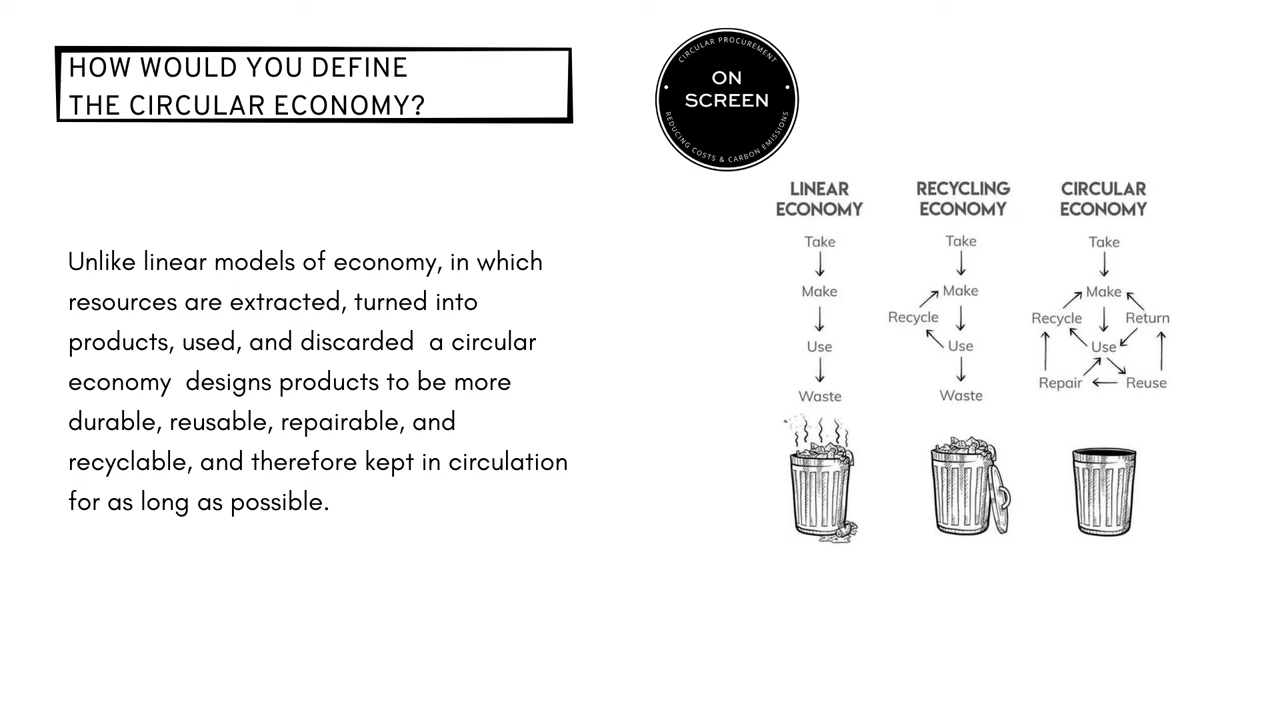 HOW WOULD YOU DEFINE
THE CIRCULAR ECONOMY?
CIRCULAR PROCUREMENT
ON
SCREEN
REDUCING COSTS & CARBON EMISSIONS
Unlike linear models of economy, in which
resources are extracted, turned into
products, used, and discarded  a circular
economy  designs products to be more
durable, reusable, repairable, and
recyclable, and therefore kept in circulation
for as long as possible.
LINEAR
ECONOMY
Take
Make
Use
Waste
RECYCLING
ECONOMY
Take
Make
Recycle
Use
Waste
CIRCULAR
ECONOMY
Take
Make
Recycle
Return
Use
Repair
Reuse